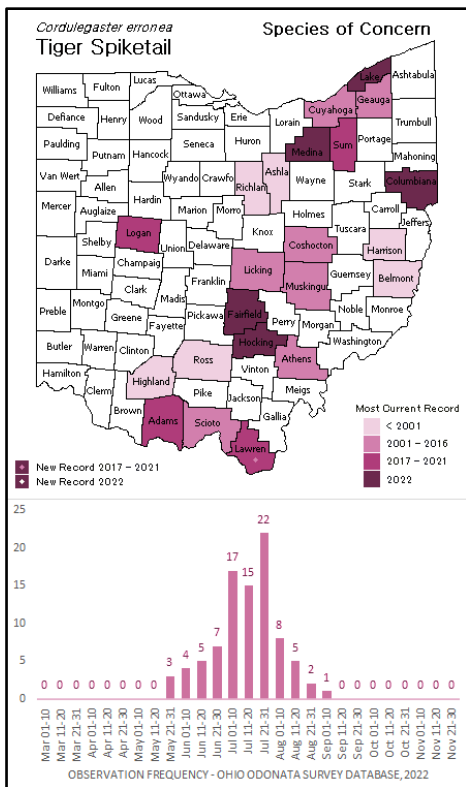 Cordulegaster erronea
Species of Concern
Tiger Spiketail
Williams
Fulton
Lucas
Ottawa
Lake
Ashtabula
Geauga
Cuyahoga
Defiance
Henry
Wood
Sandusky
Erie
Lorain
Trumbull
Paulding
Putnam
Hancock
Seneca
Huron
Medina
Sum
Portage
Mahoning
Van Wert
Allen
Wyando
Crawfo
Richlan
Ashla
Wayne
Stark
Columbiana
Mercer
Auglaize
Hardin
Marion
Morro
Holmes
Carroll
Jeffers
Tuscara
Logan
Shelby
Union
Delaware
Knox
Coshocton
Harrison
Darke
Champaig
Licking
Muskingu
Guernsey
Belmont
Miami
Clark
Franklin
Madis
Montgo
Preble
Greene
Fayette
Pickawa
Fairfield
Perry
Morgan
Noble
Monroe
Butler
Warren
Clinton
Ross
Hocking
Athens
Washington
Hamilton
Clerm
Highland
Vinton
Meigs
Brown
Adams
Pike
Jackson
Scioto
Gallia
Lawren
New Record 2017 - 2021
New Record 2022
Most Current Record
< 2001
2001 - 2016
2017 - 2021
2022
25
20
15
10
5
0
0 0 0 0 0 0 0 0 3 4 5 7 17 15 22 8 5 2 1 0 0 0 0 0 0 0 0
Mar 01-10
Mar 11-20
Mar 21-31
Apr 01-10
Apr 11-20
Apr 21-30
May 01-10
May 11-20
May 21-31
Jun 01-10
Jun 11-20
Jun 21-30
Jul 01-10
Jul 11-20
Jul 21-31
Aug 01-10
Aug 11-20
Aug 21-31
Sep 01-10
Sep 11-20
Sep 21-30
Oct 01-10
Oct 11-20
Oct 21-31
Nov 01-10
Nov 11-20
Nov 21-30
OBSERVATION FREQUENCY - OHIO ODONATA SURVEY DATABASE, 2022